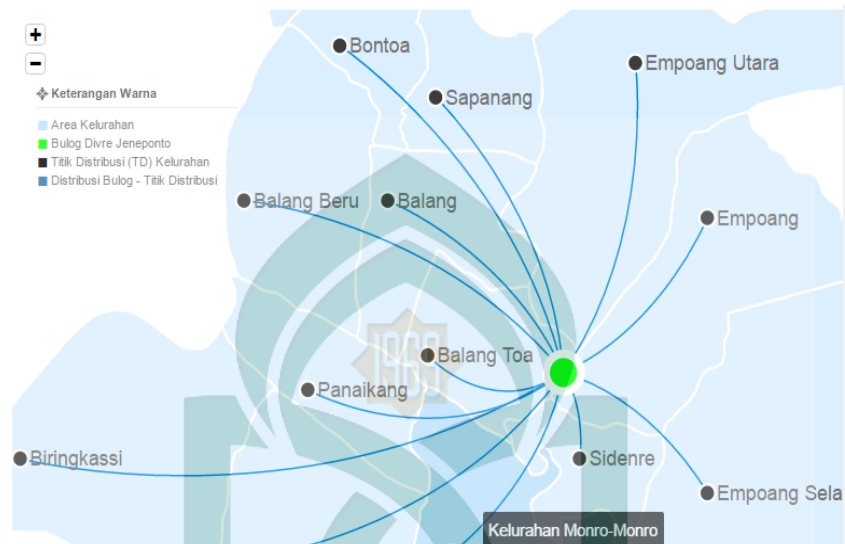 +
Bontoa
Empoang Utara
−
Keterangan Warna
Sapanang
Area Kelurahan
Bulog Divre Jeneponto
Titik Distribusi (TD) Kelurahan
Distribusi Bulog - Titik Distribusi
Balang Beru
Balang
Empoang
1969
Balang Toa
Panaikang
Biringkassi
Sidenre
Empoang Sela
Kelurahan Monro-Monro